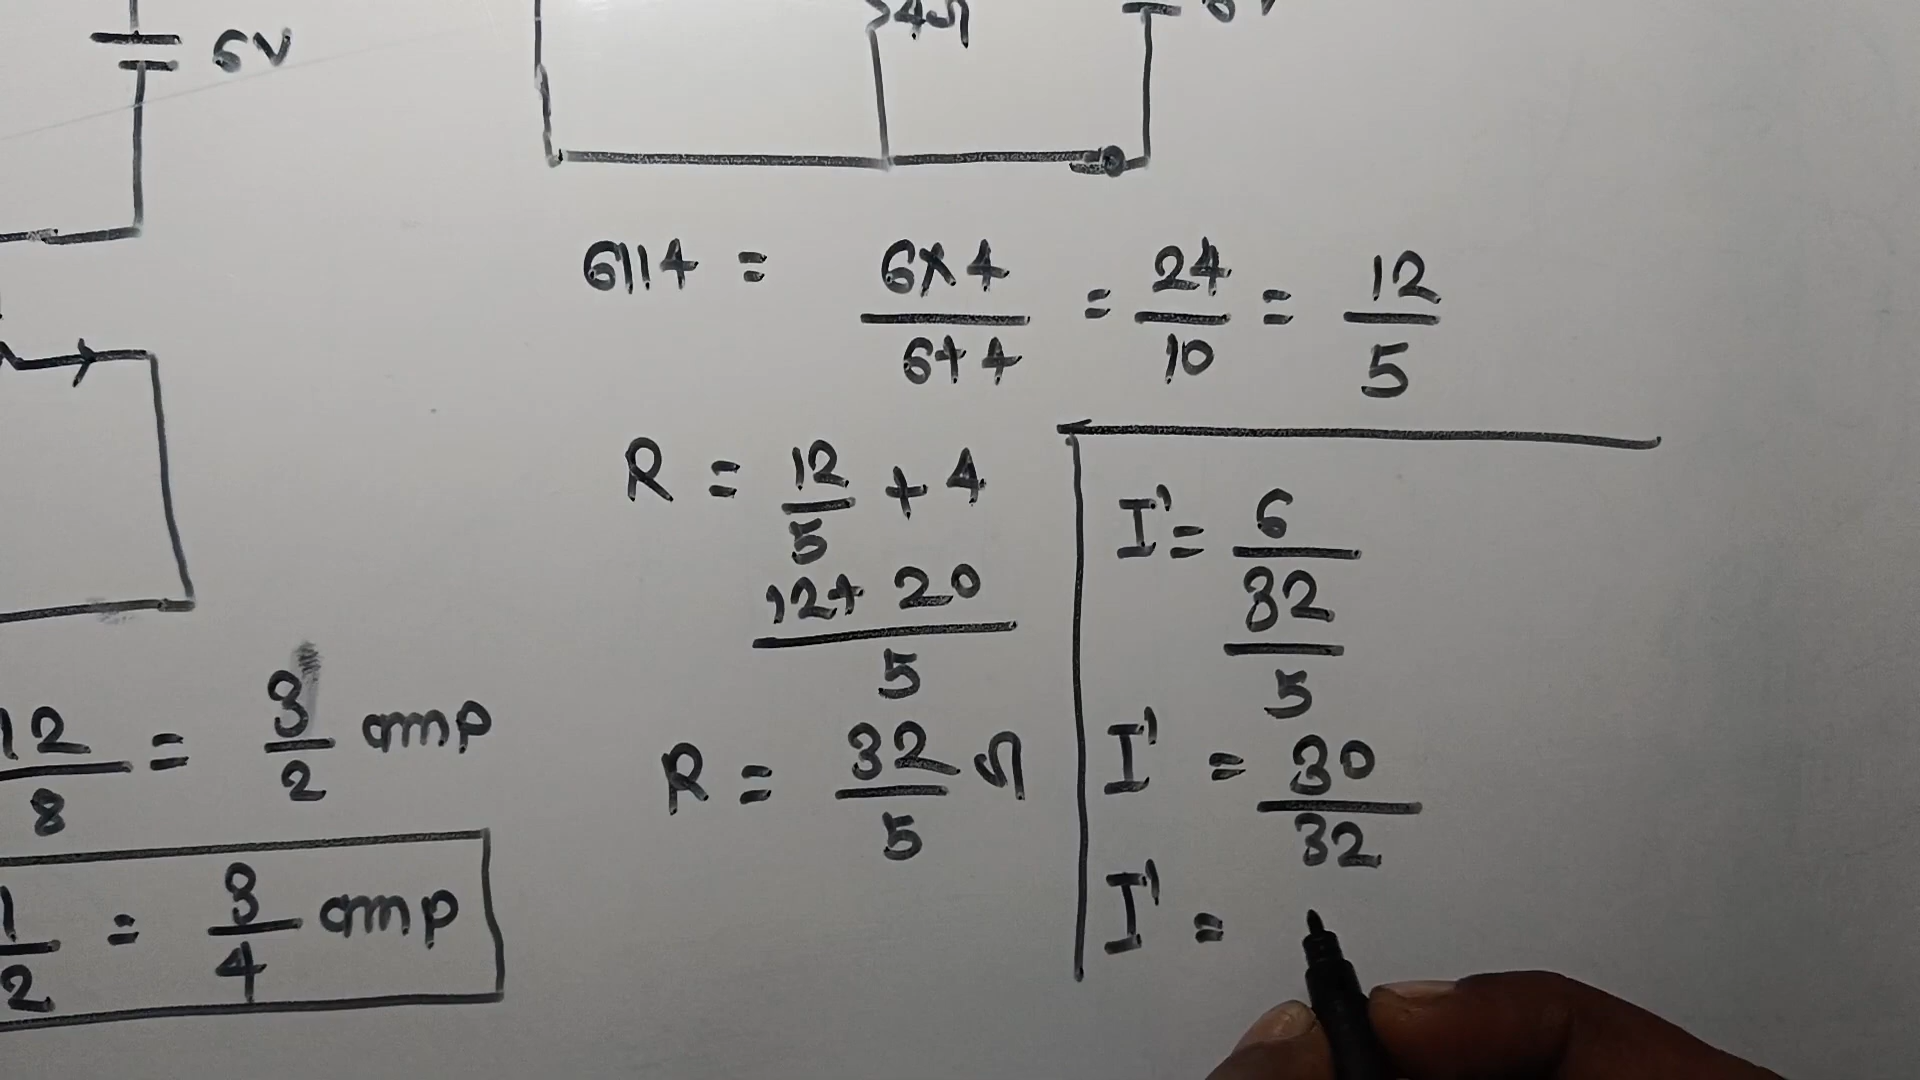 6V
4Ω
6||4 = 6×4/6+4 = 24/10 = 12/5
R = 12/5 + 4
12+20/5
R = 32/5 Ω
I' = 6/32/5
I' = 30/32
I' =
12/8 = 3/2 amp
1/2 = 3/4 amp